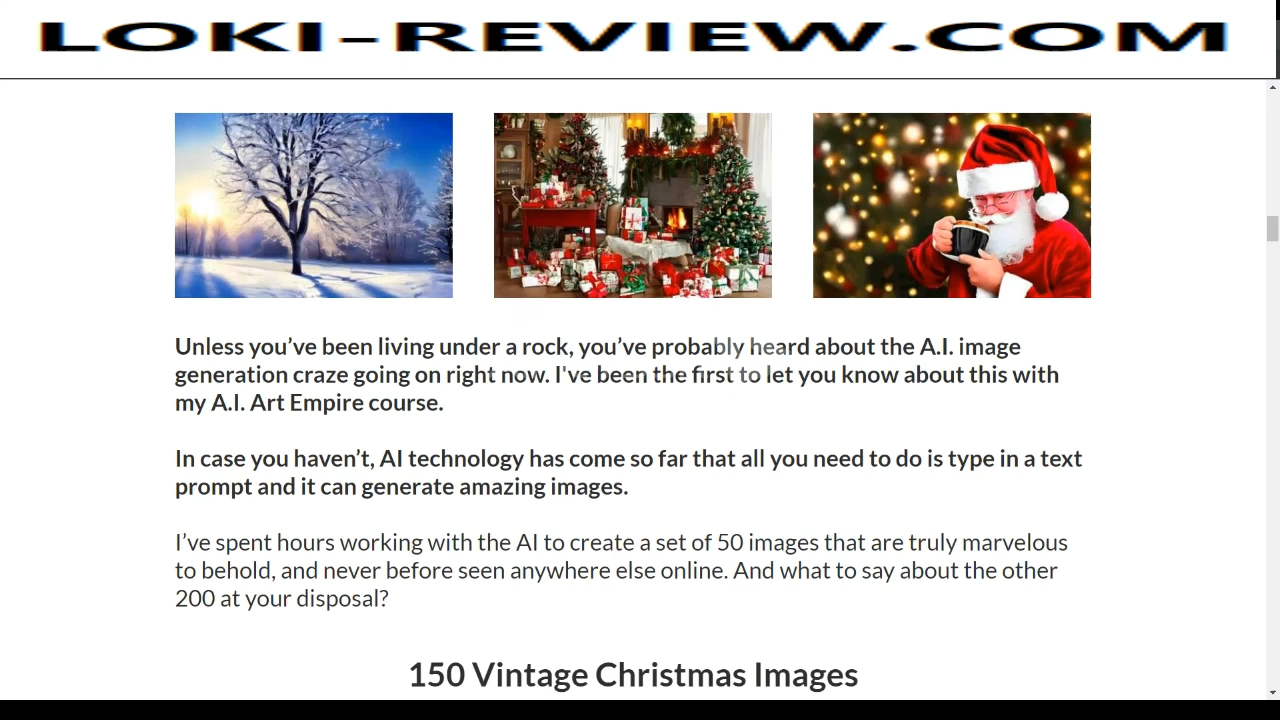 LOKI-REVIEW.COM
Unless you’ve been living under a rock, you’ve probably heard about the A.I. image
generation craze going on right now. I've been the first to let you know about this with
my A.I. Art Empire course.
In case you haven’t, AI technology has come so far that all you need to do is type in a text
prompt and it can generate amazing images.
I’ve spent hours working with the AI to create a set of 50 images that are truly marvelous
to behold, and never before seen anywhere else online. And what to say about the other
200 at your disposal?
150 Vintage Christmas Images